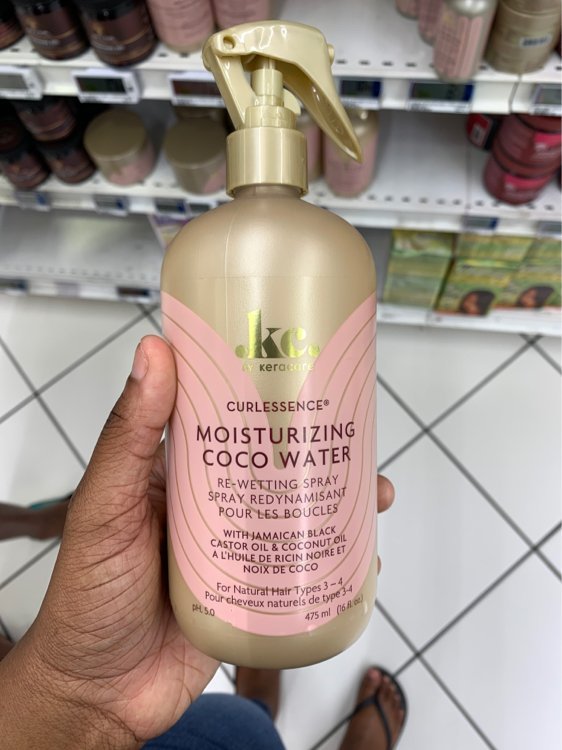 kc.
BY KERACARE
CURLESSENCE®
MOISTURIZING
COCO WATER
RE-WETTING SPRAY
SPRAY REDYNAMISANT
POUR LES BOUCLES
WITH JAMAICAN BLACK
CASTOR OIL & COCONUT OIL
A L'HUILE DE RICIN NOIRE ET
NOIX DE COCO
For Natural Hair Types 3 – 4
Pour cheveux naturels de type 3-4
pH, 5.0
475 ml (16 fl. oz.)